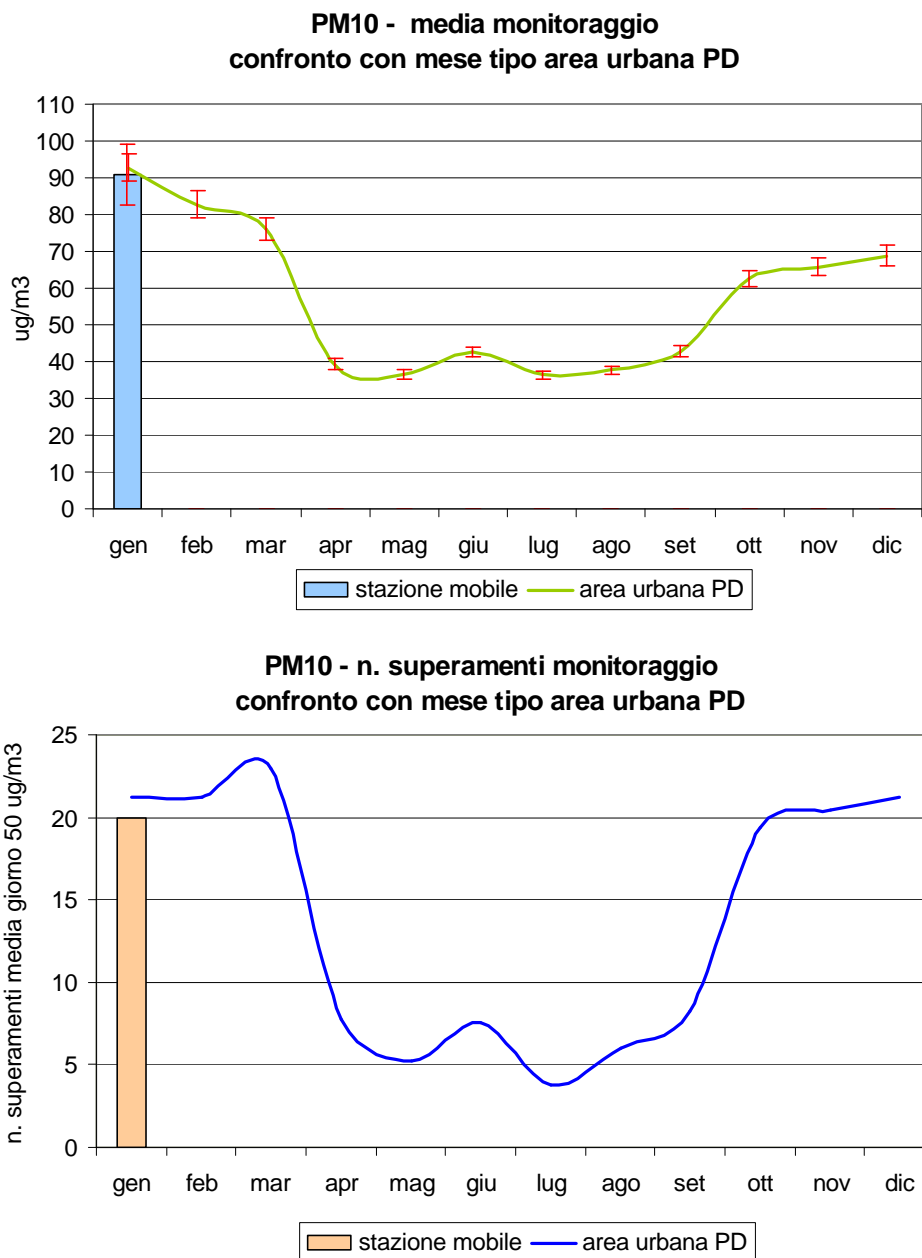 PM10 - media monitoraggio
confronto con mese tipo area urbana PD
110
100
90
80
70
60
50
40
30
20
10
0
ug/m3
gen feb mar apr mag giu lug ago set ott nov dic
stazione mobile area urbana PD
PM10 - n. superamenti monitoraggio
confronto con mese tipo area urbana PD
25
20
15
10
5
0
n. superamenti media giorno 50 ug/m3
gen feb mar apr mag giu lug ago set ott nov dic
stazione mobile area urbana PD